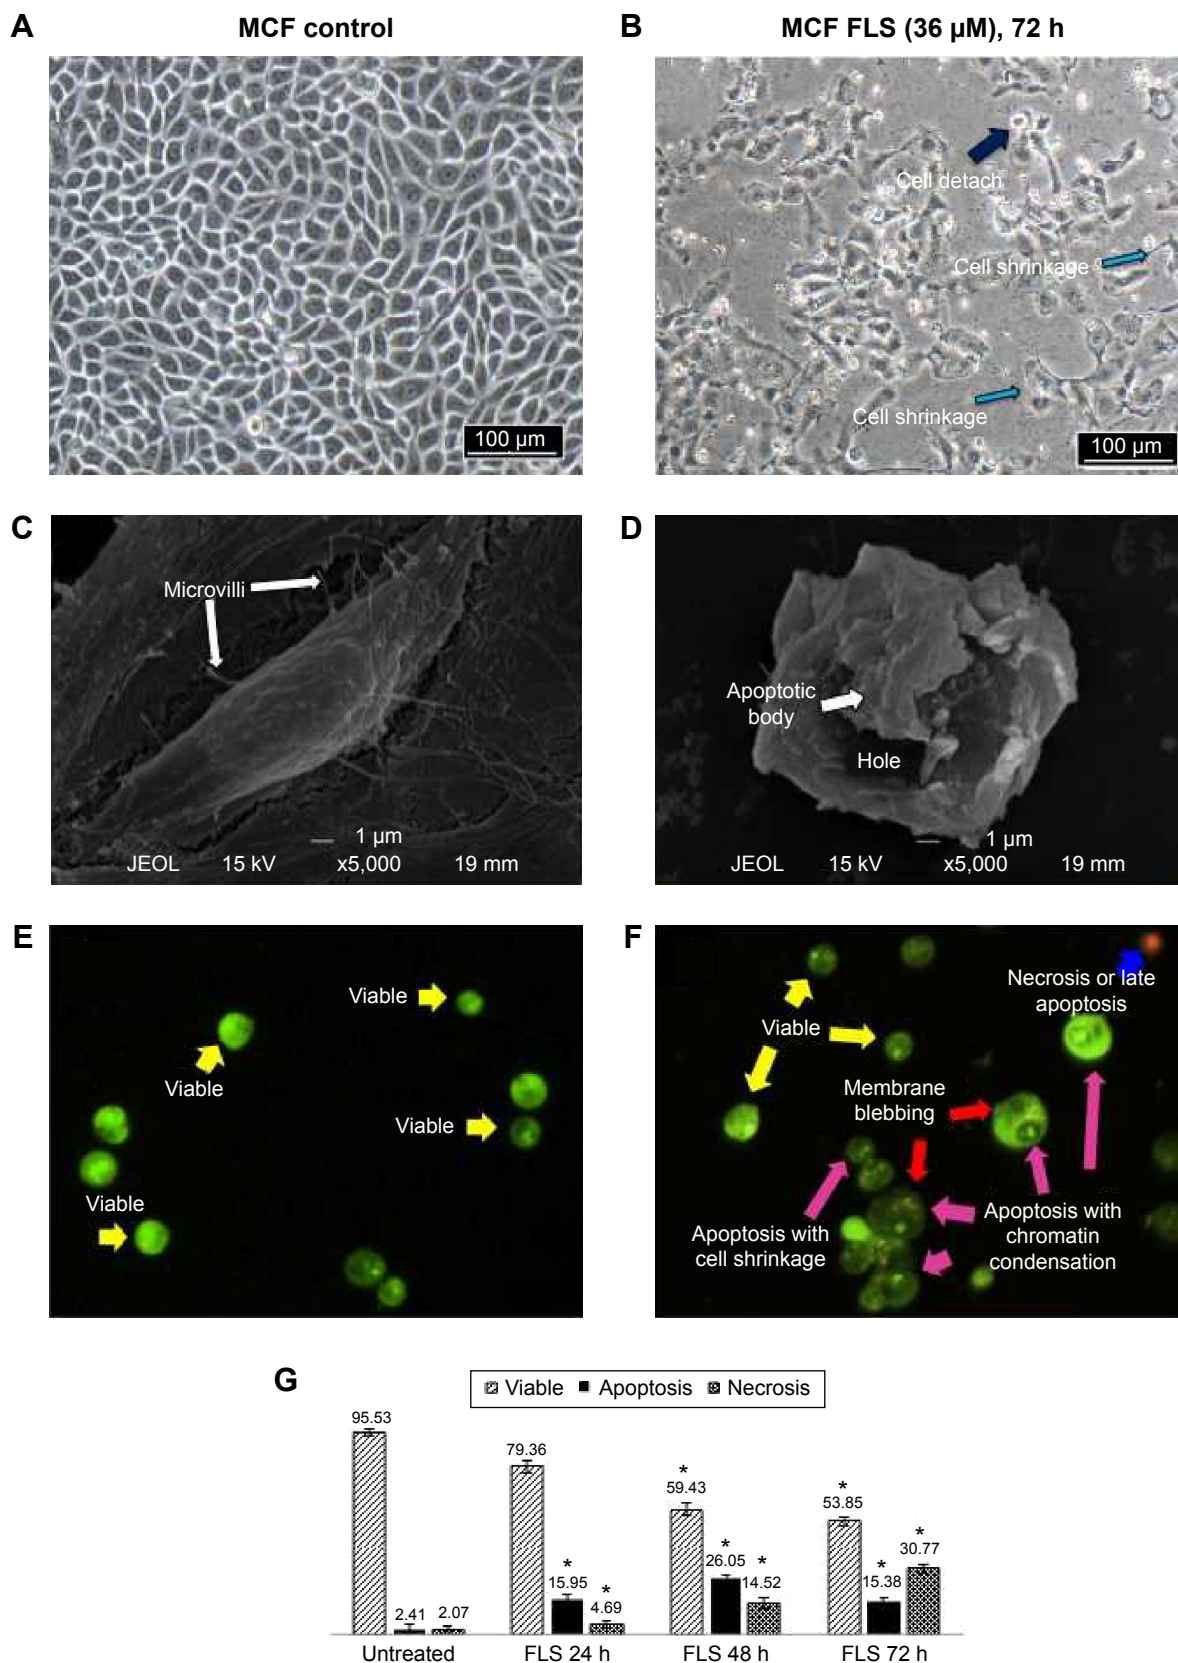 A
MCF control
B
MCF FLS (36 µM), 72 h
Cell detach
Cell shrinkage
Cell shrinkage
100 µm
100 µm
C
Microvilli
1 µm
JEOL 15 kV x5,000 19 mm
D
Apoptotic
body
Hole
1 µm
JEOL 15 kV x5,000 19 mm
E
Viable
Viable
Viable
Viable
F
Necrosis or late
apoptosis
Viable
Membrane
blebbing
Apoptosis with
cell shrinkage
Apoptosis with
chromatin
condensation
G
Viable Apoptosis Necrosis
95.53
2.41
2.07
79.36
*
15.95
*
4.69
*
59.43
*
26.05
*
14.52
*
53.85
*
15.38
*
30.77
Untreated FLS 24 h FLS 48 h FLS 72 h